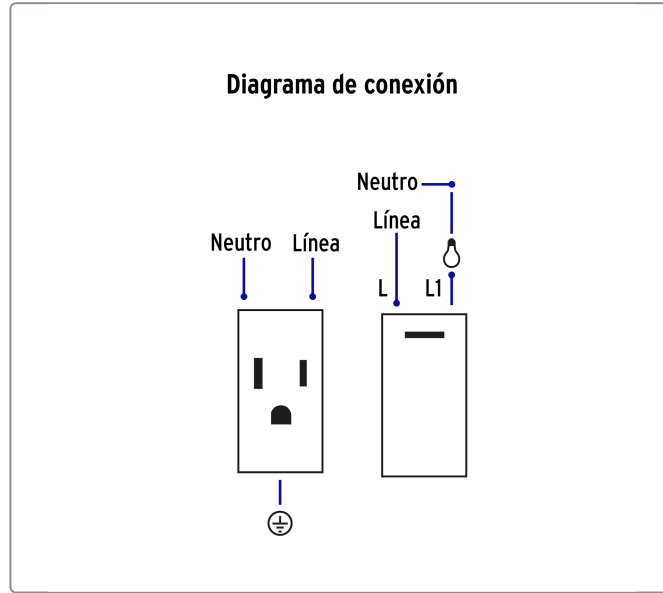 Diagrama de conexión
Neutro
Línea
Neutro Línea
L L1